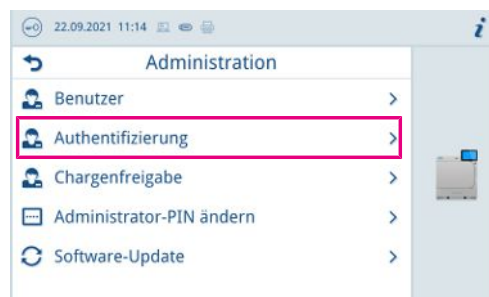 22.09.2021 11:14
Administration
Benutzer
Authentifizierung
Chargenfreigabe
Administrator-PIN ändern
Software-Update